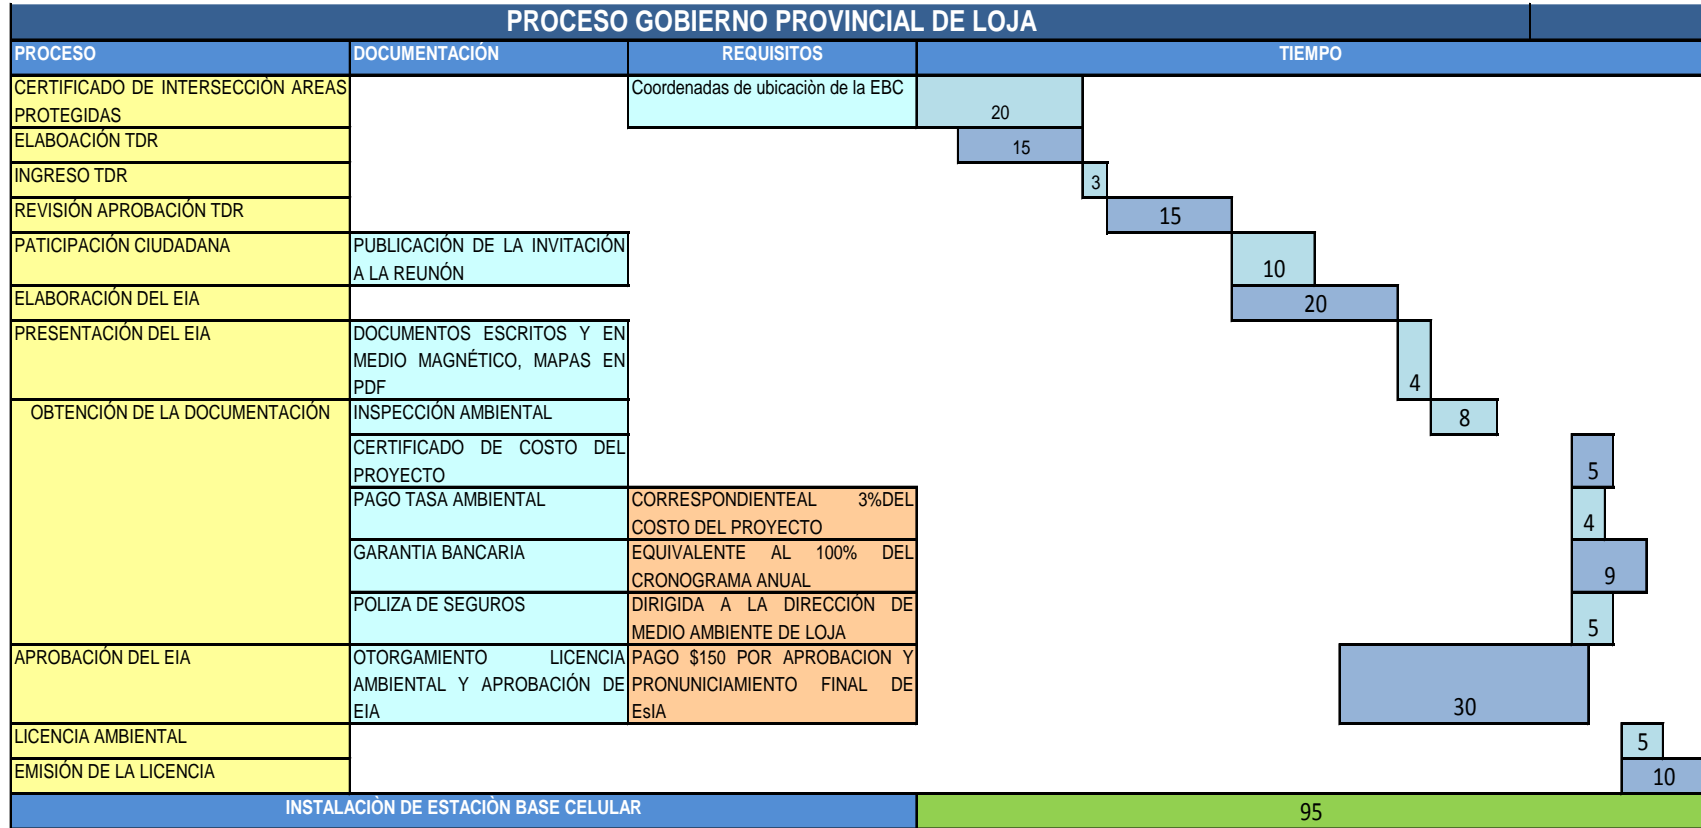 PROCESO GOBIERNO PROVINCIAL DE LOJA
PROCESO DOCUMENTACIÓN REQUISITOS TIEMPO
CERTIFICADO DE INTERSECCIÒN AREAS
PROTEGIDAS
Coordenadas de ubicaciòn de la EBC
20
ELABOACIÓN TDR
15
INGRESO TDR
3
REVISIÓN APROBACIÓN TDR
15
PATICIPACIÓN CIUDADANA
PUBLICACIÓN DE LA INVITACIÓN
A LA REUNÓN
10
ELABORACIÓN DEL EIA
20
PRESENTACIÓN DEL EIA
DOCUMENTOS ESCRITOS Y EN
MEDIO MAGNÉTICO, MAPAS EN
PDF
4
OBTENCIÓN DE LA DOCUMENTACIÓN
INSPECCIÓN AMBIENTAL
8
CERTIFICADO DE COSTO DEL
PROYECTO
5
PAGO TASA AMBIENTAL
CORRESPONDIENTEAL 3%DEL
COSTO DEL PROYECTO
4
GARANTIA BANCARIA
EQUIVALENTE AL 100% DEL
CRONOGRAMA ANUAL
9
POLIZA DE SEGUROS
DIRIGIDA A LA DIRECCIÓN DE
MEDIO AMBIENTE DE LOJA
5
APROBACIÓN DEL EIA
OTORGAMIENTO LICENCIA
AMBIENTAL Y APROBACIÓN DE
EIA
PAGO $150 POR APROBACION Y
PRONUNICIAMIENTO FINAL DE
EsIA
30
LICENCIA AMBIENTAL
5
EMISIÓN DE LA LICENCIA
10
INSTALACIÒN DE ESTACIÒN BASE CELULAR
95